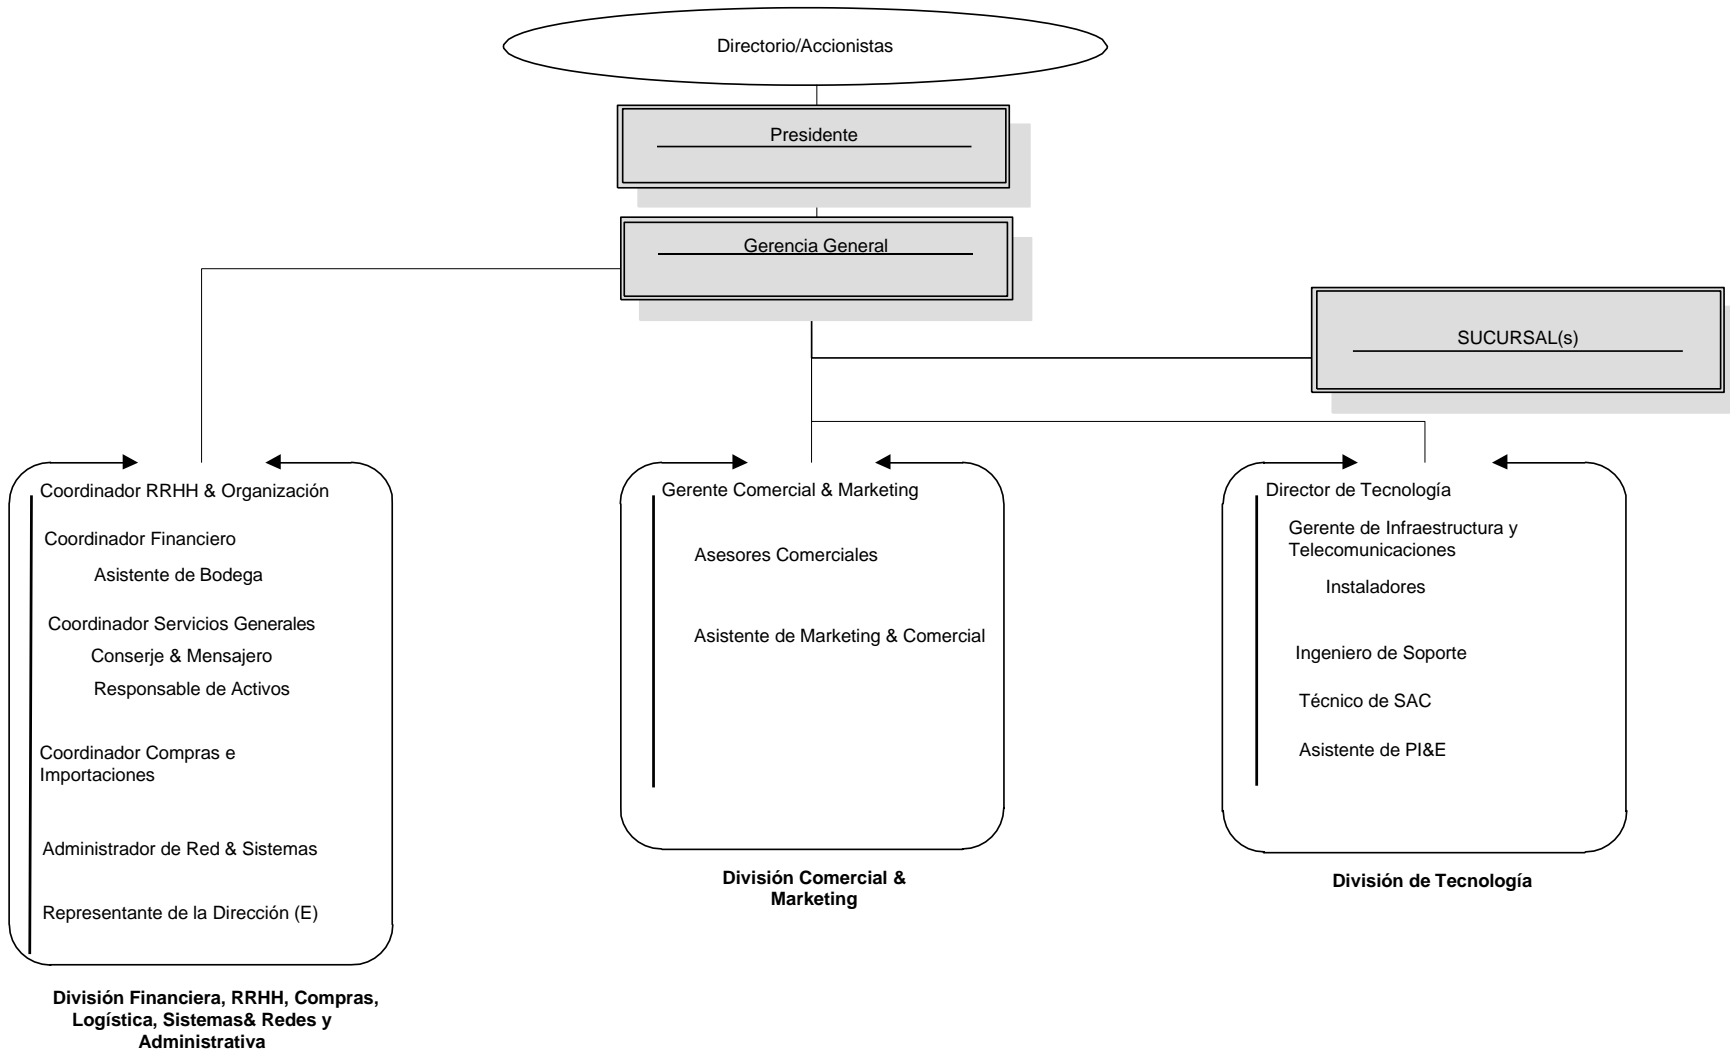 Directorio/Accionistas
Presidente
Gerencia General
SUCURSAL(s)
Coordinador RRHH & Organización
Coordinador Financiero
Asistente de Bodega
Coordinador Servicios Generales
Conserje & Mensajero
Responsable de Activos
Coordinador Compras e
Importaciones
Administrador de Red & Sistemas
Representante de la Dirección (E)
División Financiera, RRHH, Compras,
Logística, Sistemas& Redes y
Administrativa
Gerente Comercial & Marketing
Asesores Comerciales
Asistente de Marketing & Comercial
División Comercial &
Marketing
Director de Tecnología
Gerente de Infraestructura y
Telecomunicaciones
Instaladores
Ingeniero de Soporte
Técnico de SAC
Asistente de PI&E
División de Tecnología